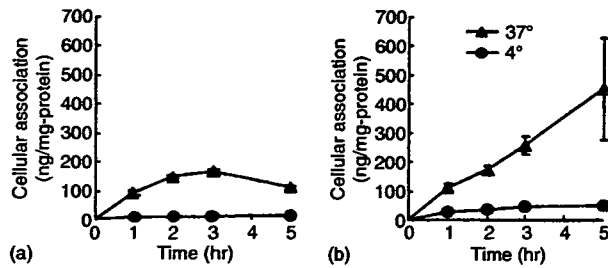 700
600
500
400
300
200
100
0
0 1 2 3 4 5
Cellular association
(ng/mg-protein)
Time (hr)
(a)
700
600
500
400
300
200
100
0
0 1 2 3 4 5
Cellular association
(ng/mg-protein)
Time (hr)
(b)
37°
4°